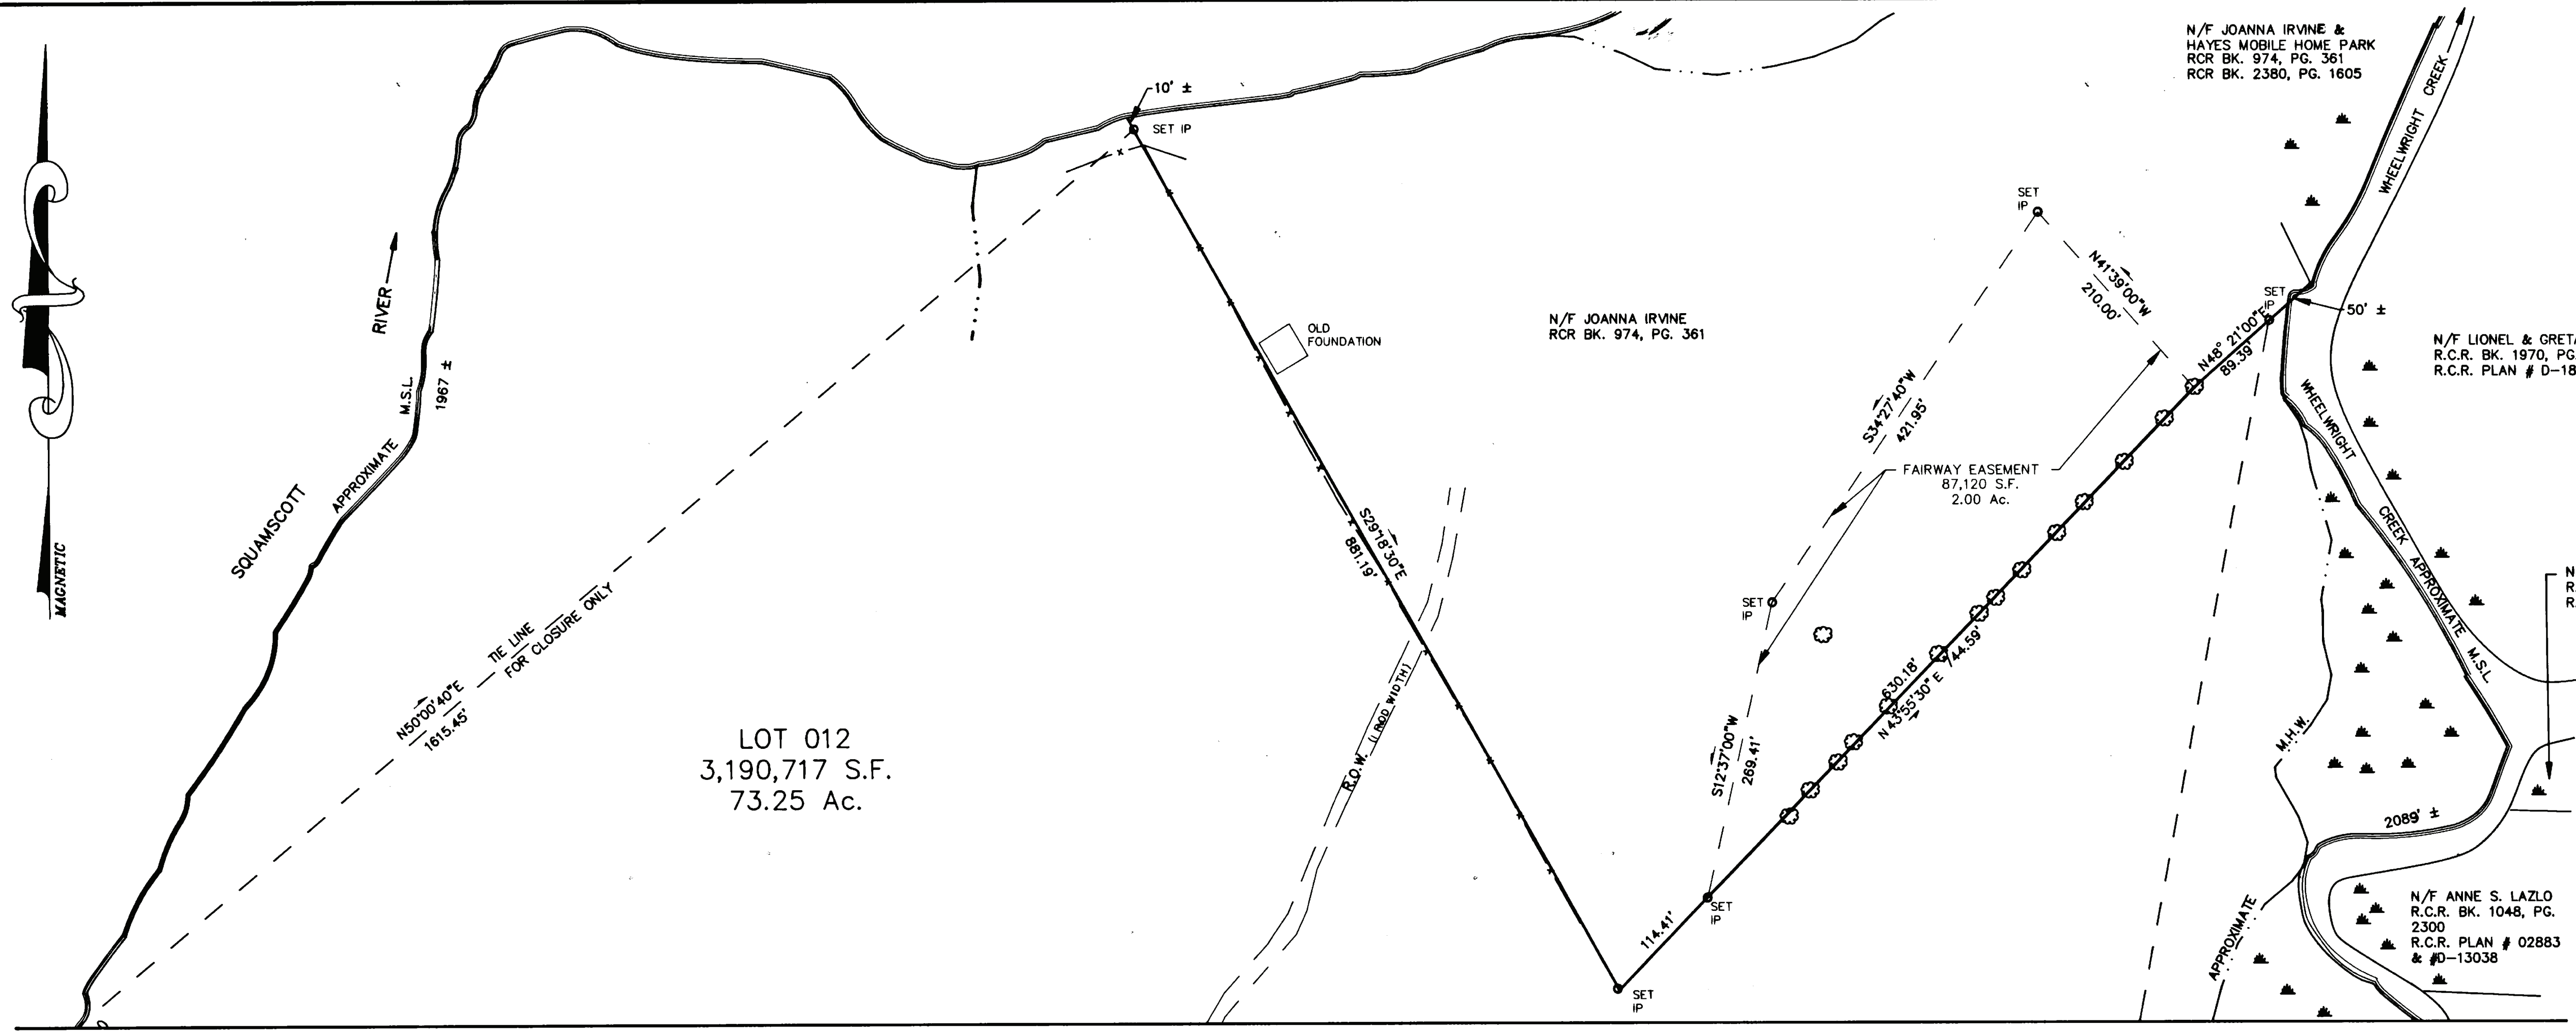 N/F JOANNA IRVINE &
HAYES MOBILE HOME PARK
RCR BK. 974, PG. 361
RCR BK. 2380, PG. 1605
WHEELWRIGHT CREEK
10' ±
SET IP
SET
IP
N41°39'00"W
210.00'
SET
IP
50' ±
N48° 21'00"E
89.39'
RIVER
M.S.L.
1967 ±
APPROXIMATE
SQUAMSCOTT
MAGNETIC
OLD
FOUNDATION
N/F JOANNA IRVINE
RCR BK. 974, PG. 361
N/F LIONEL & GRETA
R.C.R. BK. 1970, PG.
R.C.R. PLAN # D-18
S34°27'40"W
421.95'
WHEELWRIGHT
CREEK APPROXIMATE M.S.L.
FAIRWAY EASEMENT
87,120 S.F.
2.00 Ac.
S29°18'30"E
881.19'
SET
IP
N
R.
R.
TIE LINE
FOR CLOSURE ONLY
N50°00'40"E
1615.45'
630.18'
744.59'
N 43°55'30" E
R.O.W. (1 ROD WIDTH)
S12°37'00"W
269.41'
M.H.W.
LOT 012
3,190,717 S.F.
73.25 Ac.
2089' ±
114.41'
SET
IP
SET
IP
APPROXIMATE
N/F ANNE S. LAZLO
R.C.R. BK. 1048, PG.
2300
R.C.R. PLAN # 02883
& #D-13038